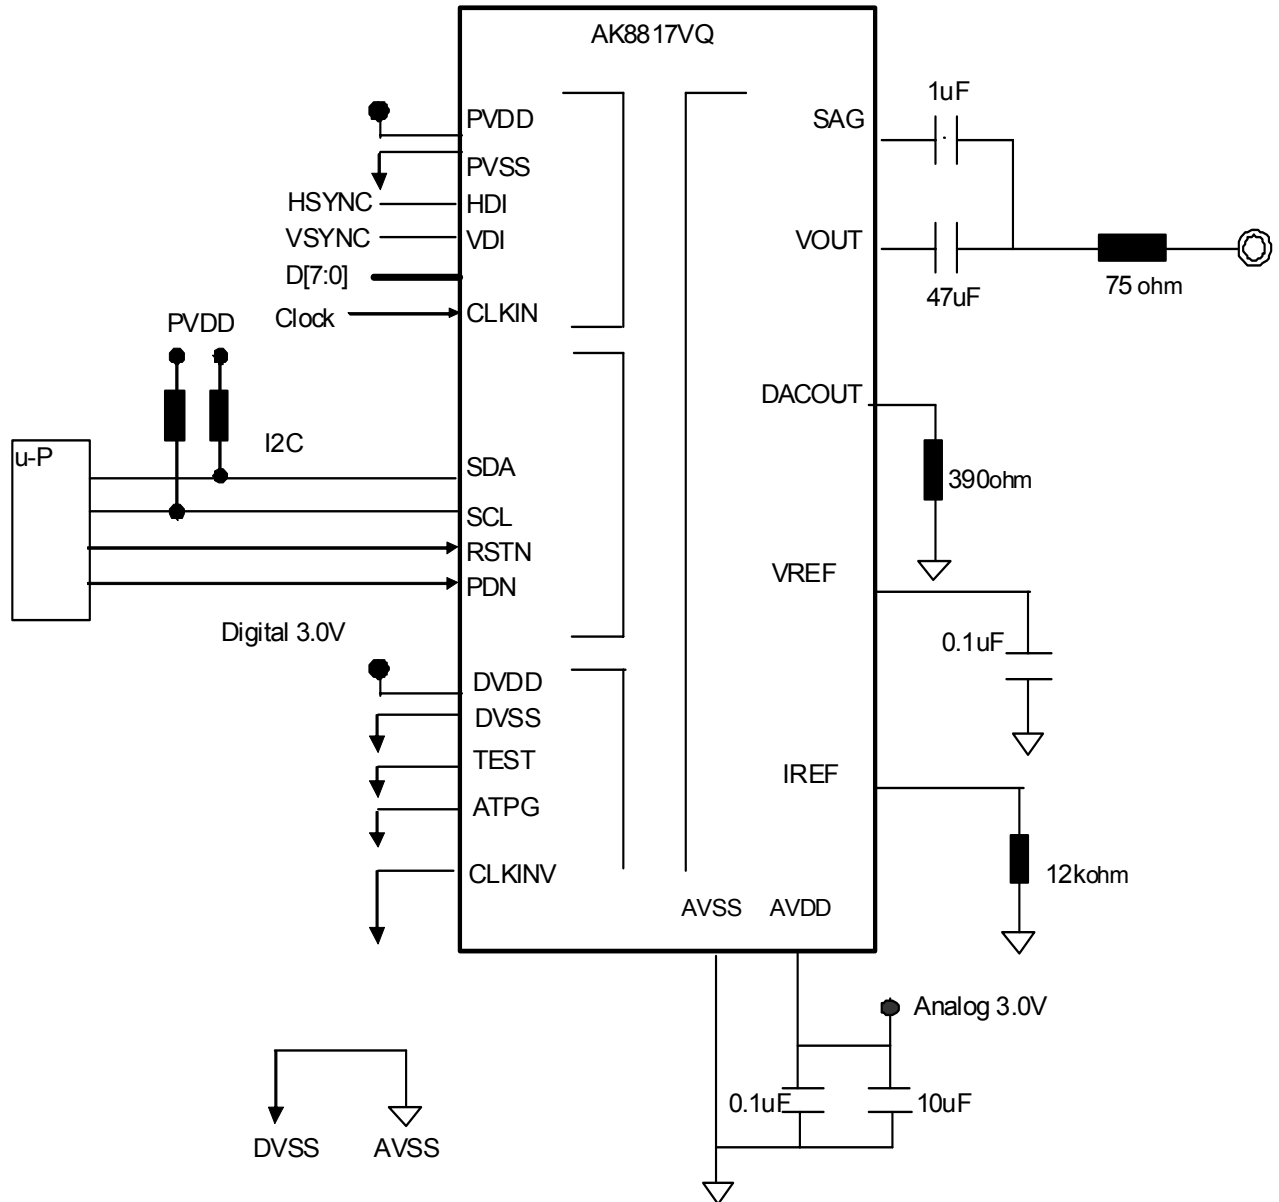 AK8817VQ
1uF
PVDD
SAG
PVSS
HSYNC
HDI
VSYNC
VDI
VOUT
D[7:0]
47uF
75 ohm
Clock
CLKIN
PVDD
DACOUT
I2C
u-P
SDA
390ohm
SCL
RSTN
VREF
PDN
Digital 3.0V
0.1uF
DVDD
DVSS
TEST
IREF
ATPG
CLKINV
12kohm
AVSS
AVDD
Analog 3.0V
0.1uF
10uF
DVSS
AVSS